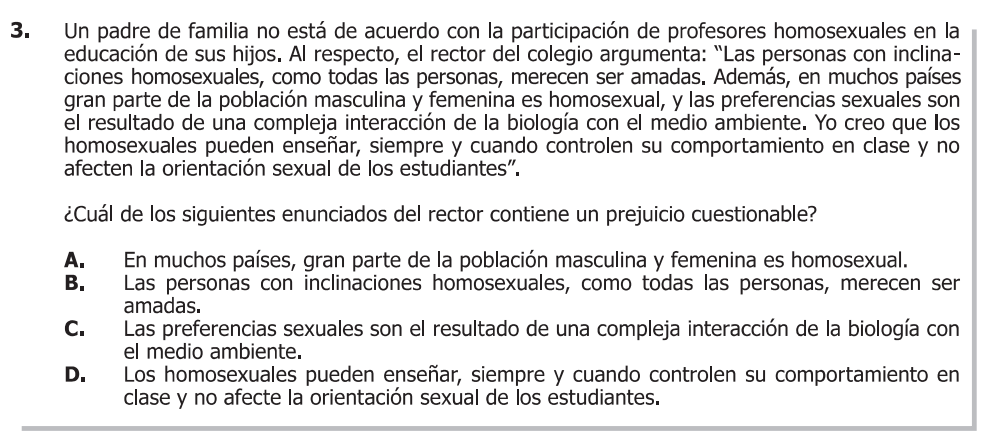 3. Un padre de familia no está de acuerdo con la participación de profesores homosexuales en la
educación de sus hijos. Al respecto, el rector del colegio argumenta: “Las personas con inclina-
ciones homosexuales, como todas las personas, merecen ser amadas. Además, en muchos países
gran parte de la población masculina y femenina es homosexual, y las preferencias sexuales son
el resultado de una compleja interacción de la biología con el medio ambiente. Yo creo que los
homosexuales pueden enseñar, siempre y cuando controlen su comportamiento en clase y no
afecten la orientación sexual de los estudiantes”.
¿Cuál de los siguientes enunciados del rector contiene un prejuicio cuestionable?
A. En muchos países, gran parte de la población masculina y femenina es homosexual.
B. Las personas con inclinaciones homosexuales, como todas las personas, merecen ser
amadas.
C. Las preferencias sexuales son el resultado de una compleja interacción de la biología con
el medio ambiente.
D. Los homosexuales pueden enseñar, siempre y cuando controlen su comportamiento en
clase y no afecte la orientación sexual de los estudiantes.